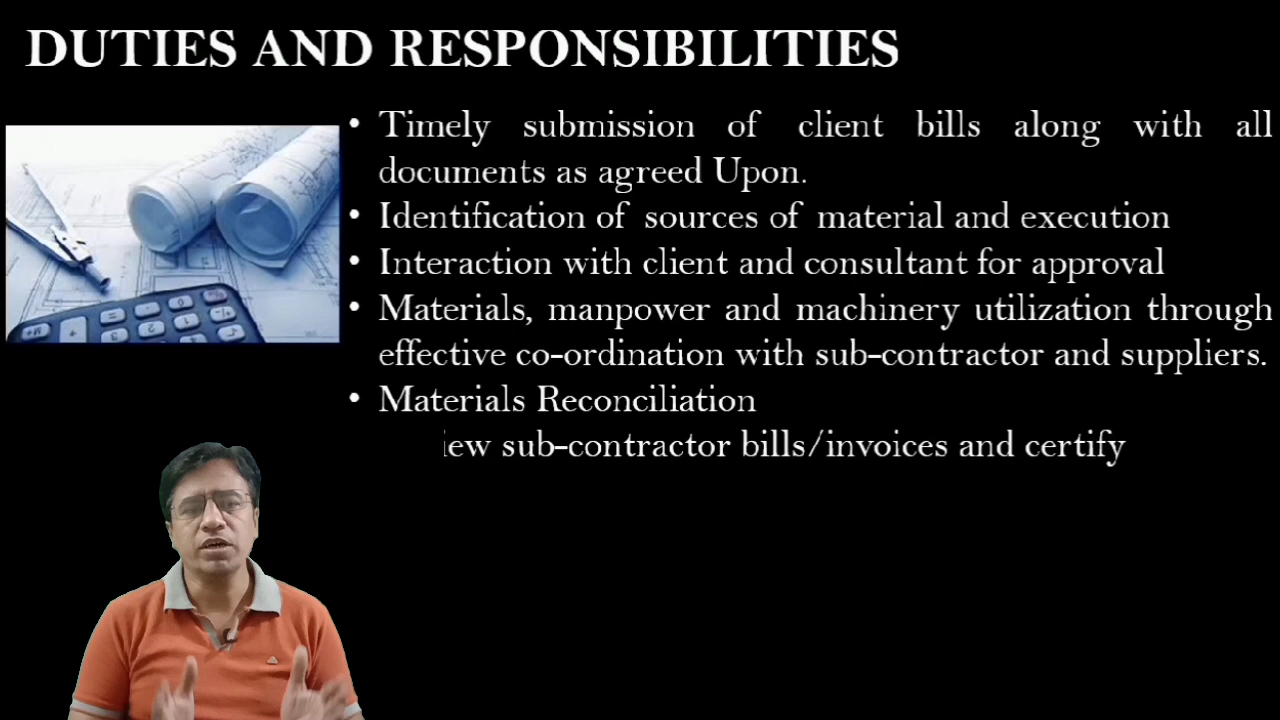 DUTIES AND RESPONSIBILITIES
• Timely submission of client bills along with all
documents as agreed Upon.
• Identification of sources of material and execution
• Interaction with client and consultant for approval
• Materials, manpower and machinery utilization through
effective co-ordination with sub-contractor and suppliers.
• Materials Reconciliation
iew sub-contractor bills/invoices and certify